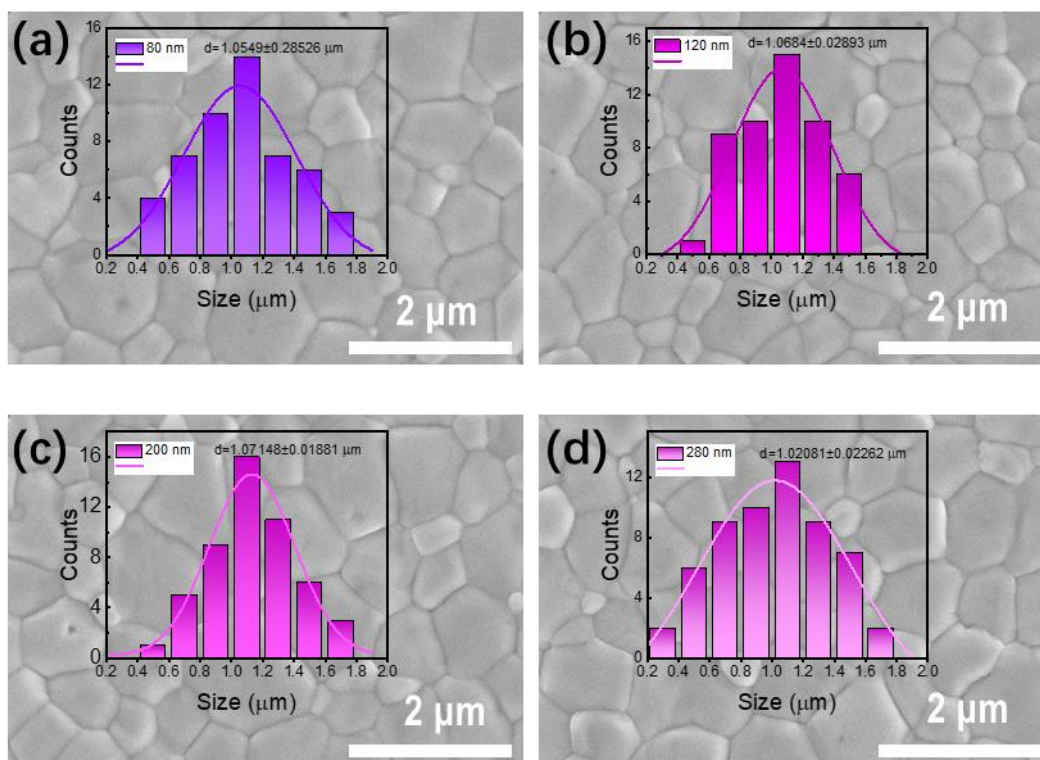 (a)
80 nm
d=1.0549±0.28526 μm
Counts
16
12
8
4
0
0.2 0.4 0.6 0.8 1.0 1.2 1.4 1.6 1.8 2.0
Size (μm)
2 μm
(b)
120 nm
d=1.0684±0.02893 μm
Counts
16
12
8
4
0
0.2 0.4 0.6 0.8 1.0 1.2 1.4 1.6 1.8 2.0
Size (μm)
2 μm
(c)
200 nm
d=1.07148±0.01881 μm
Counts
16
12
8
4
0
0.2 0.4 0.6 0.8 1.0 1.2 1.4 1.6 1.8 2.0
Size (μm)
2 μm
(d)
280 nm
d=1.02081±0.02262 μm
Counts
12
8
4
0
0.2 0.4 0.6 0.8 1.0 1.2 1.4 1.6 1.8 2.0
Size (μm)
2 μm